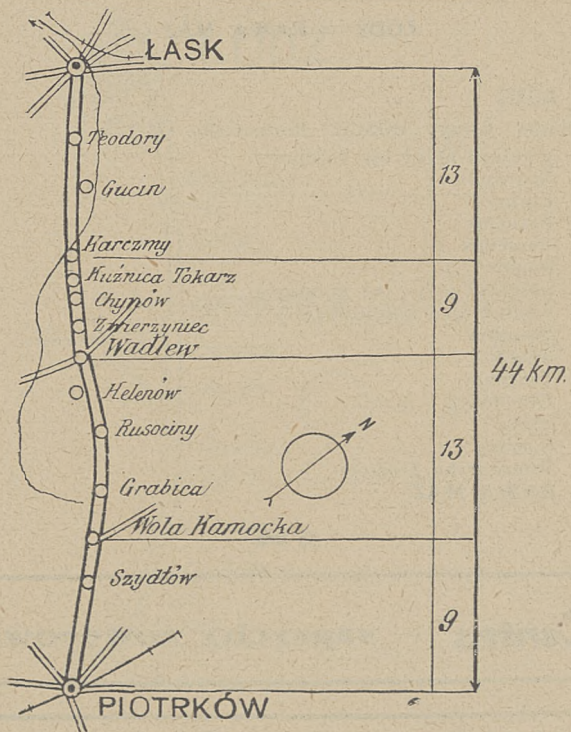 ŁASK
Teodory
Gucin
13
Karczmy
Kuźnica Tokarz
Chynów
9
Zwierzyniec
Wadlew
44 km.
Helenów
N
Rusociny
13
Grabica
Wola Kamocka
Szydłów
9
PIOTRKÓW